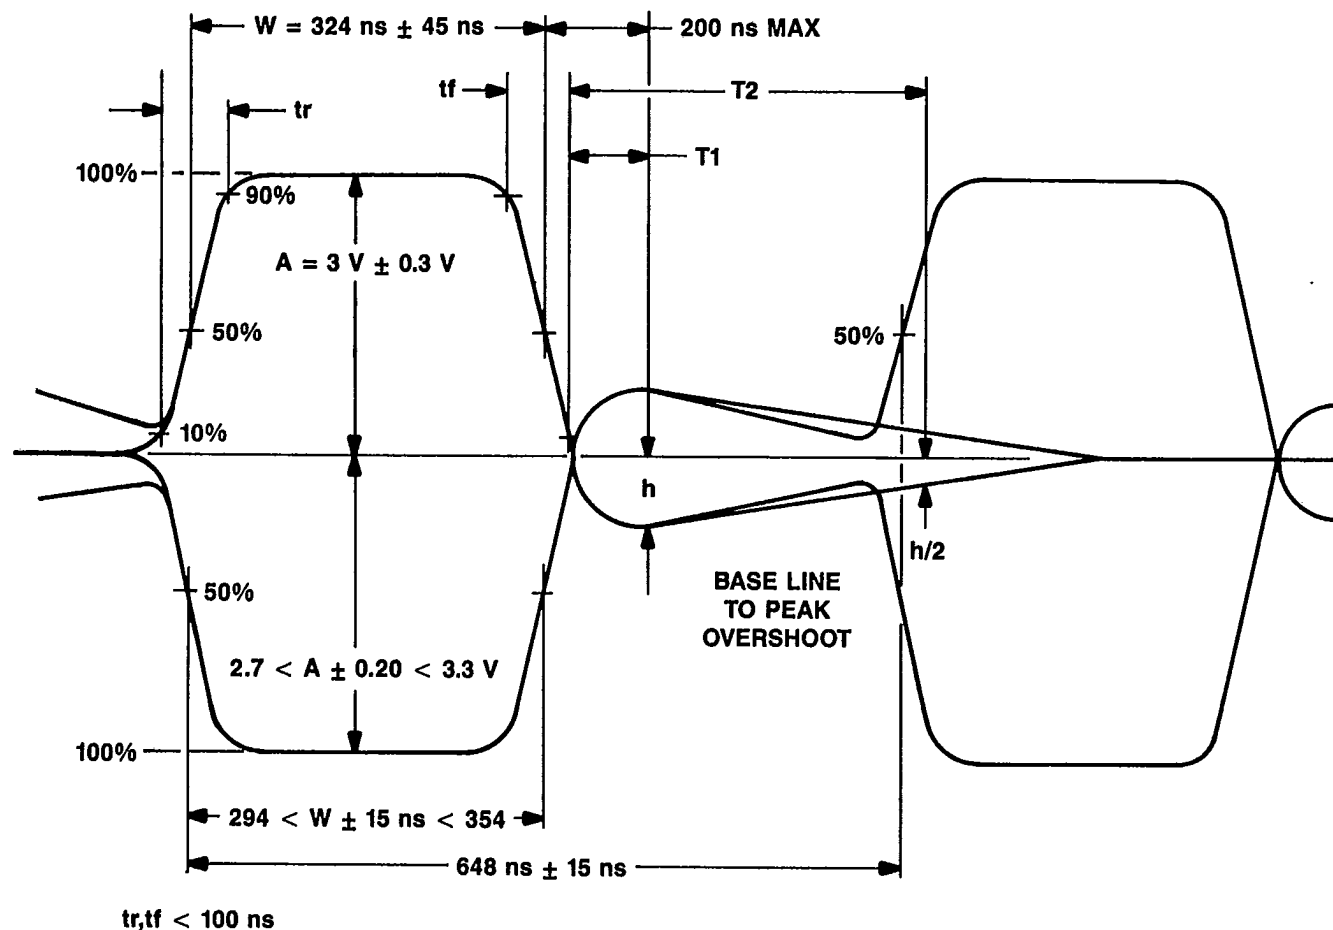 W = 324 ns ± 45 ns
200 ns MAX
tf
T2
tr
T1
100%
90%
A = 3 V ± 0.3 V
50%
50%
10%
h
h/2
50%
BASE LINE
TO PEAK
OVERSHOOT
2.7 < A ± 0.20 < 3.3 V
100%
294 < W ± 15 ns < 354
648 ns ± 15 ns
tr,tf < 100 ns